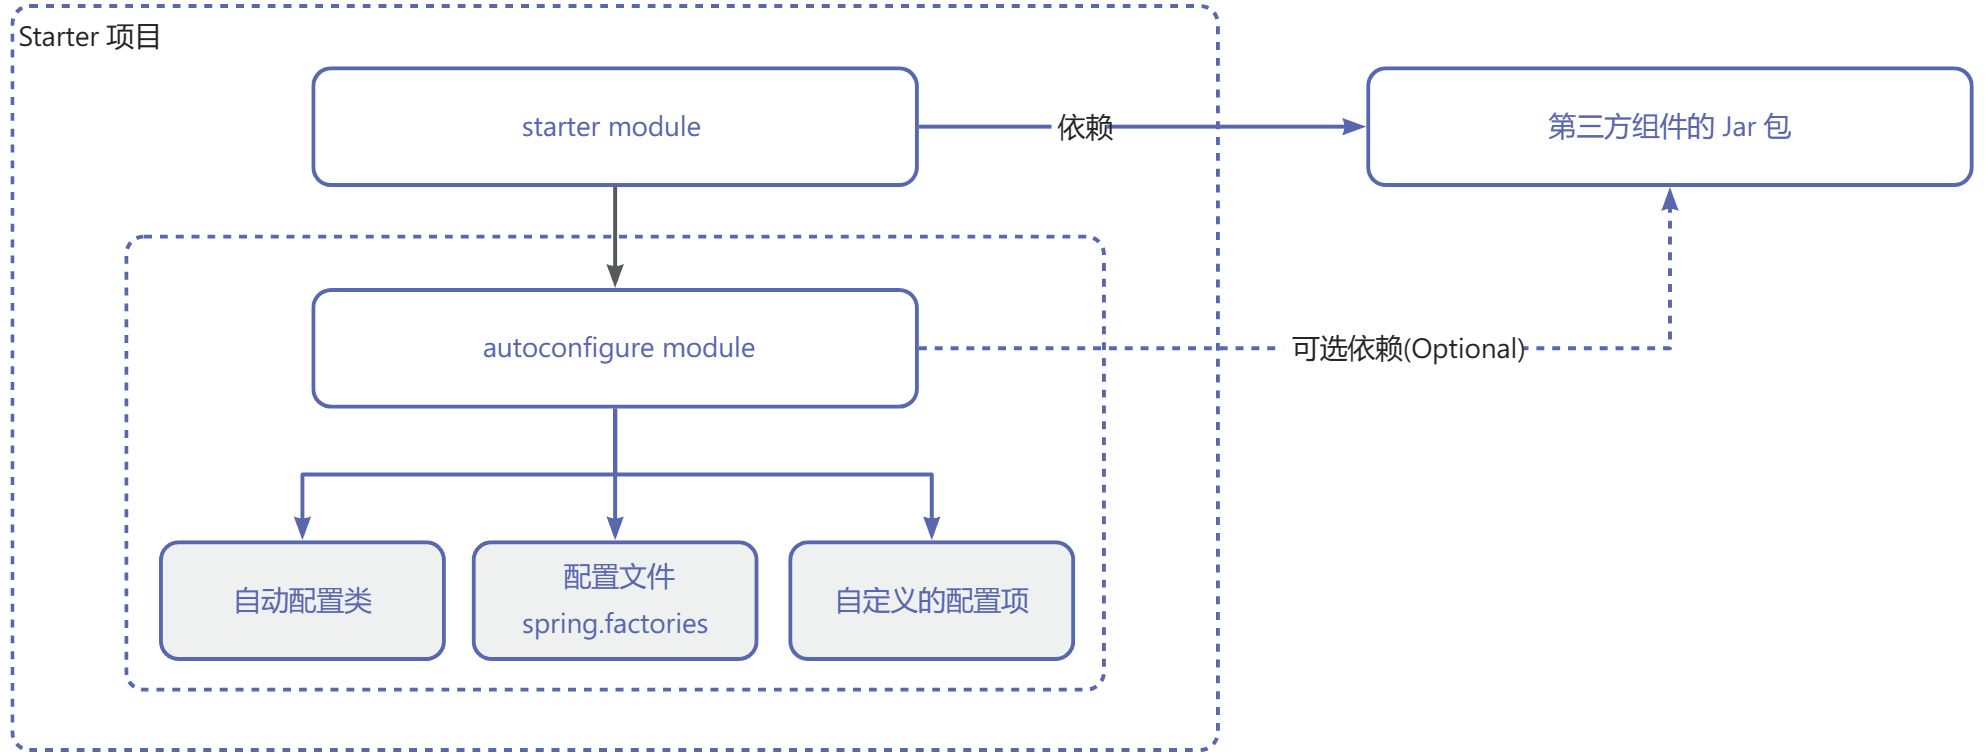 Starter 项目
starter module
依赖
第三方组件的 Jar 包
autoconfigure module
可选依赖(Optional)
自动配置类
配置文件
spring.factories
自定义的配置项